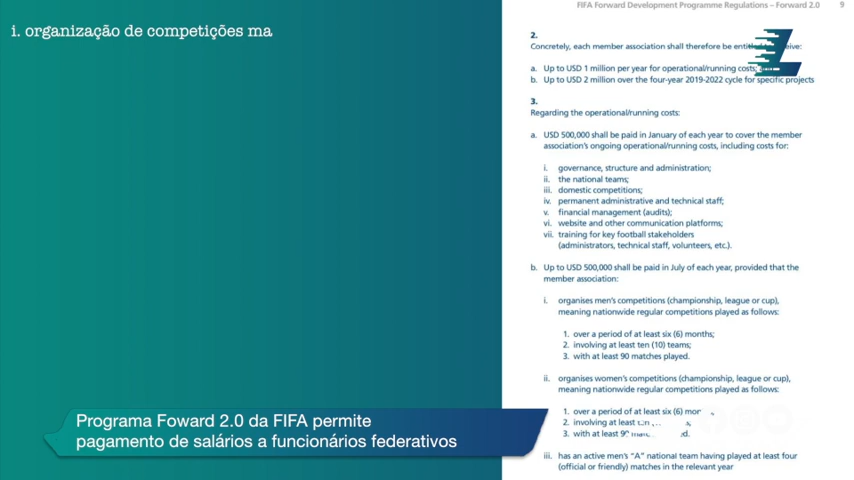 FIFA Forward Development Programme Regulations – Forward 2.0 9
i. organização de competições ma
2.
Concretely, each member association shall therefore be
a. Up to USD 1 million per year for operational/running costs;
b. Up to USD 2 million over the four-year 2019-2022 cycle for specific projects
3.
Regarding the operational/running costs:
a. USD 500,000 shall be paid in January of each year to cover the member
association's ongoing operational/running costs, including costs for:
i. governance, structure and administration;
ii. the national teams;
iii. domestic competitions;
iv. permanent administrative and technical staff;
v. financial management (audits);
vi. website and other communication platforms;
vii. training for key football stakeholders
(administrators, technical staff, volunteers, etc.).
b. Up to USD 500,000 shall be paid in July of each year, provided that the
member association:
i. organises men's competitions (championship, league or cup),
meaning nationwide regular competitions played as follows:
1. over a period of at least six (6) months;
2. involving at least ten (10) teams;
3. with at least 90 matches played.
ii. organises women's competitions (championship, league or cup),
meaning nationwide regular competitions played as follows:
1. over a period of at least six (6)
2. involving at least
3. with at least
iii. has an active men's "A" national team having played at least four
(official or friendly) matches in the relevant year
Programa Foward 2.0 da FIFA permite
pagamento de salários a funcionários federativos